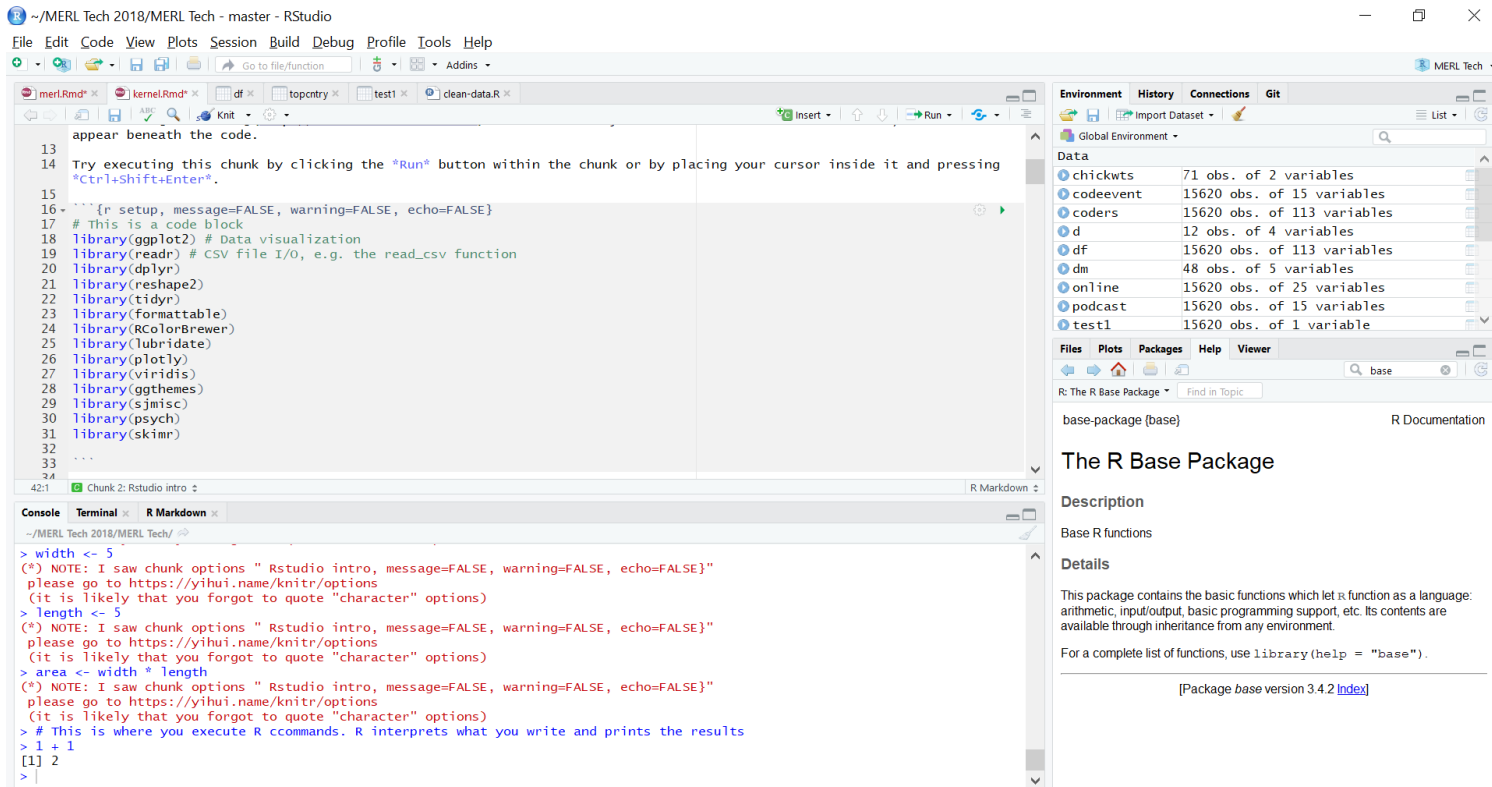 ~/MERL Tech 2018/MERL Tech - master - RStudio
File Edit Code View Plots Session Build Debug Profile Tools Help
Go to file/function Addins MERL Tech
merl.Rmd* kernel.Rmd* df topcntry test1 clean-data.R
ABC Knit Insert Run
appear beneath the code.
13
14 Try executing this chunk by clicking the *Run* button within the chunk or by placing your cursor inside it and pressing
*Ctrl+Shift+Enter*.
15
16 ```{r setup, message=FALSE, warning=FALSE, echo=FALSE}
17 # This is a code block
18 library(ggplot2) # Data visualization
19 library(readr) # CSV file I/O, e.g. the read_csv function
20 library(dplyr)
21 library(reshape2)
22 library(tidyr)
23 library(formattable)
24 library(RColorBrewer)
25 library(lubridate)
26 library(plotly)
27 library(viridis)
28 library(ggthemes)
29 library(sjmisc)
30 library(psych)
31 library(skimr)
32
33 ```
34
42:1 Chunk 2: Rstudio intro R Markdown
Console Terminal R Markdown
~/MERL Tech 2018/MERL Tech/
> width <- 5
(*) NOTE: I saw chunk options " Rstudio intro, message=FALSE, warning=FALSE, echo=FALSE}"
please go to https://yihui.name/knitr/options
(it is likely that you forgot to quote "character" options)
> length <- 5
(*) NOTE: I saw chunk options " Rstudio intro, message=FALSE, warning=FALSE, echo=FALSE}"
please go to https://yihui.name/knitr/options
(it is likely that you forgot to quote "character" options)
> area <- width * length
(*) NOTE: I saw chunk options " Rstudio intro, message=FALSE, warning=FALSE, echo=FALSE}"
please go to https://yihui.name/knitr/options
(it is likely that you forgot to quote "character" options)
> # This is where you execute R ccommands. R interprets what you write and prints the results
> 1 + 1
[1] 2
>
Environment History Connections Git
Import Dataset List
Global Environment
Data
chickwts 71 obs. of 2 variables
codeevent 15620 obs. of 15 variables
coders 15620 obs. of 113 variables
d 12 obs. of 4 variables
df 15620 obs. of 113 variables
dm 48 obs. of 5 variables
online 15620 obs. of 25 variables
podcast 15620 obs. of 15 variables
test1 15620 obs. of 1 variable
Files Plots Packages Help Viewer
base
R: The R Base Package Find in Topic
base-package {base} R Documentation
The R Base Package
Description
Base R functions
Details
This package contains the basic functions which let R function as a language:
arithmetic, input/output, basic programming support, etc. Its contents are
available through inheritance from any environment.
For a complete list of functions, use library(help = "base").
[Package base version 3.4.2 Index]